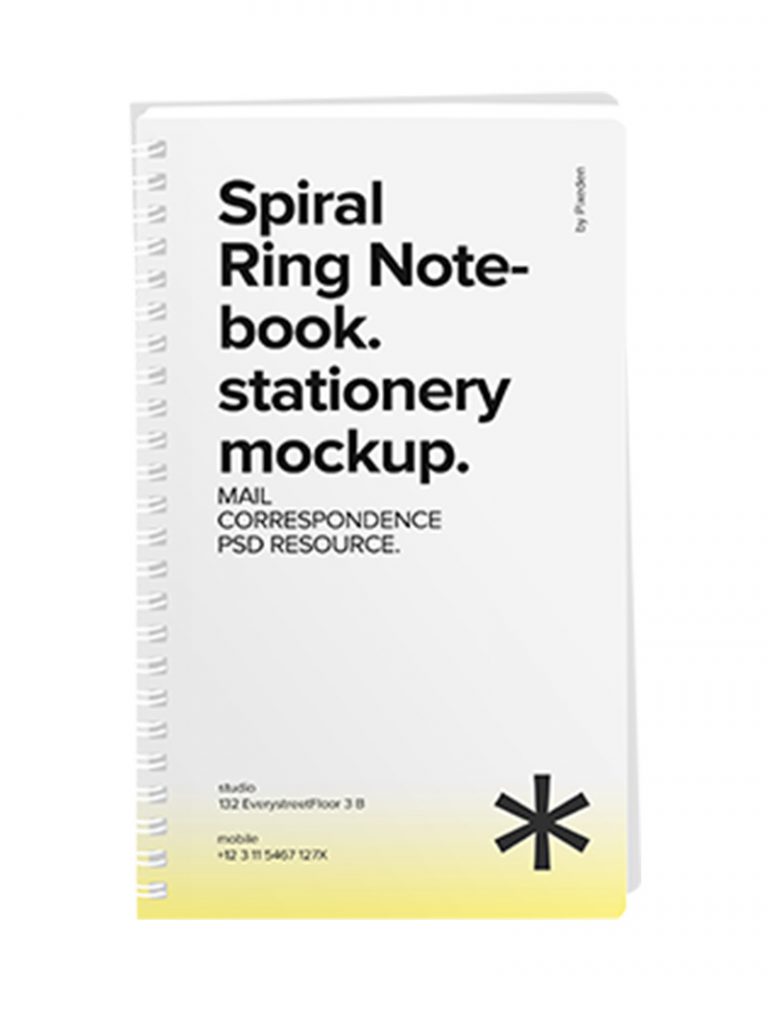 by Pixeden
Spiral
Ring Note-
book.
stationery
mockup.
MAIL
CORRESPONDENCE
PSD RESOURCE.
studio
132 EverystreetFloor 3 B
mobile
+12 3 11 5467 127X